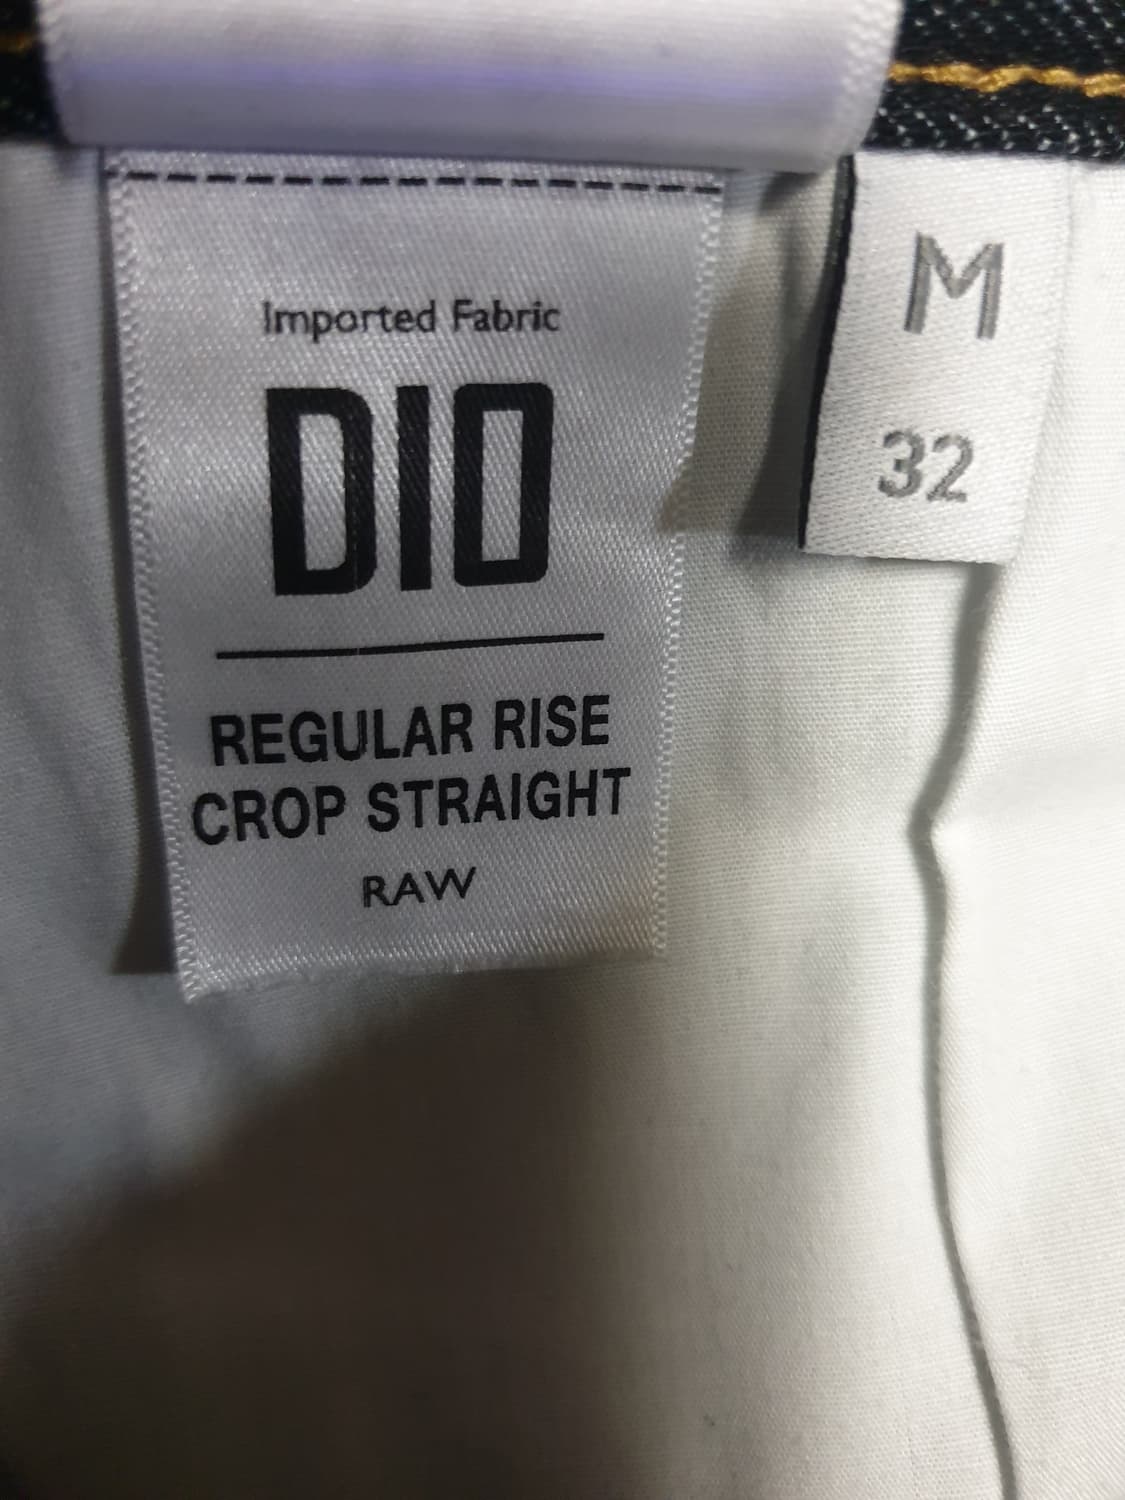 Imported Fabric
DIO
REGULAR RISE
CROP STRAIGHT
RAW
M
32